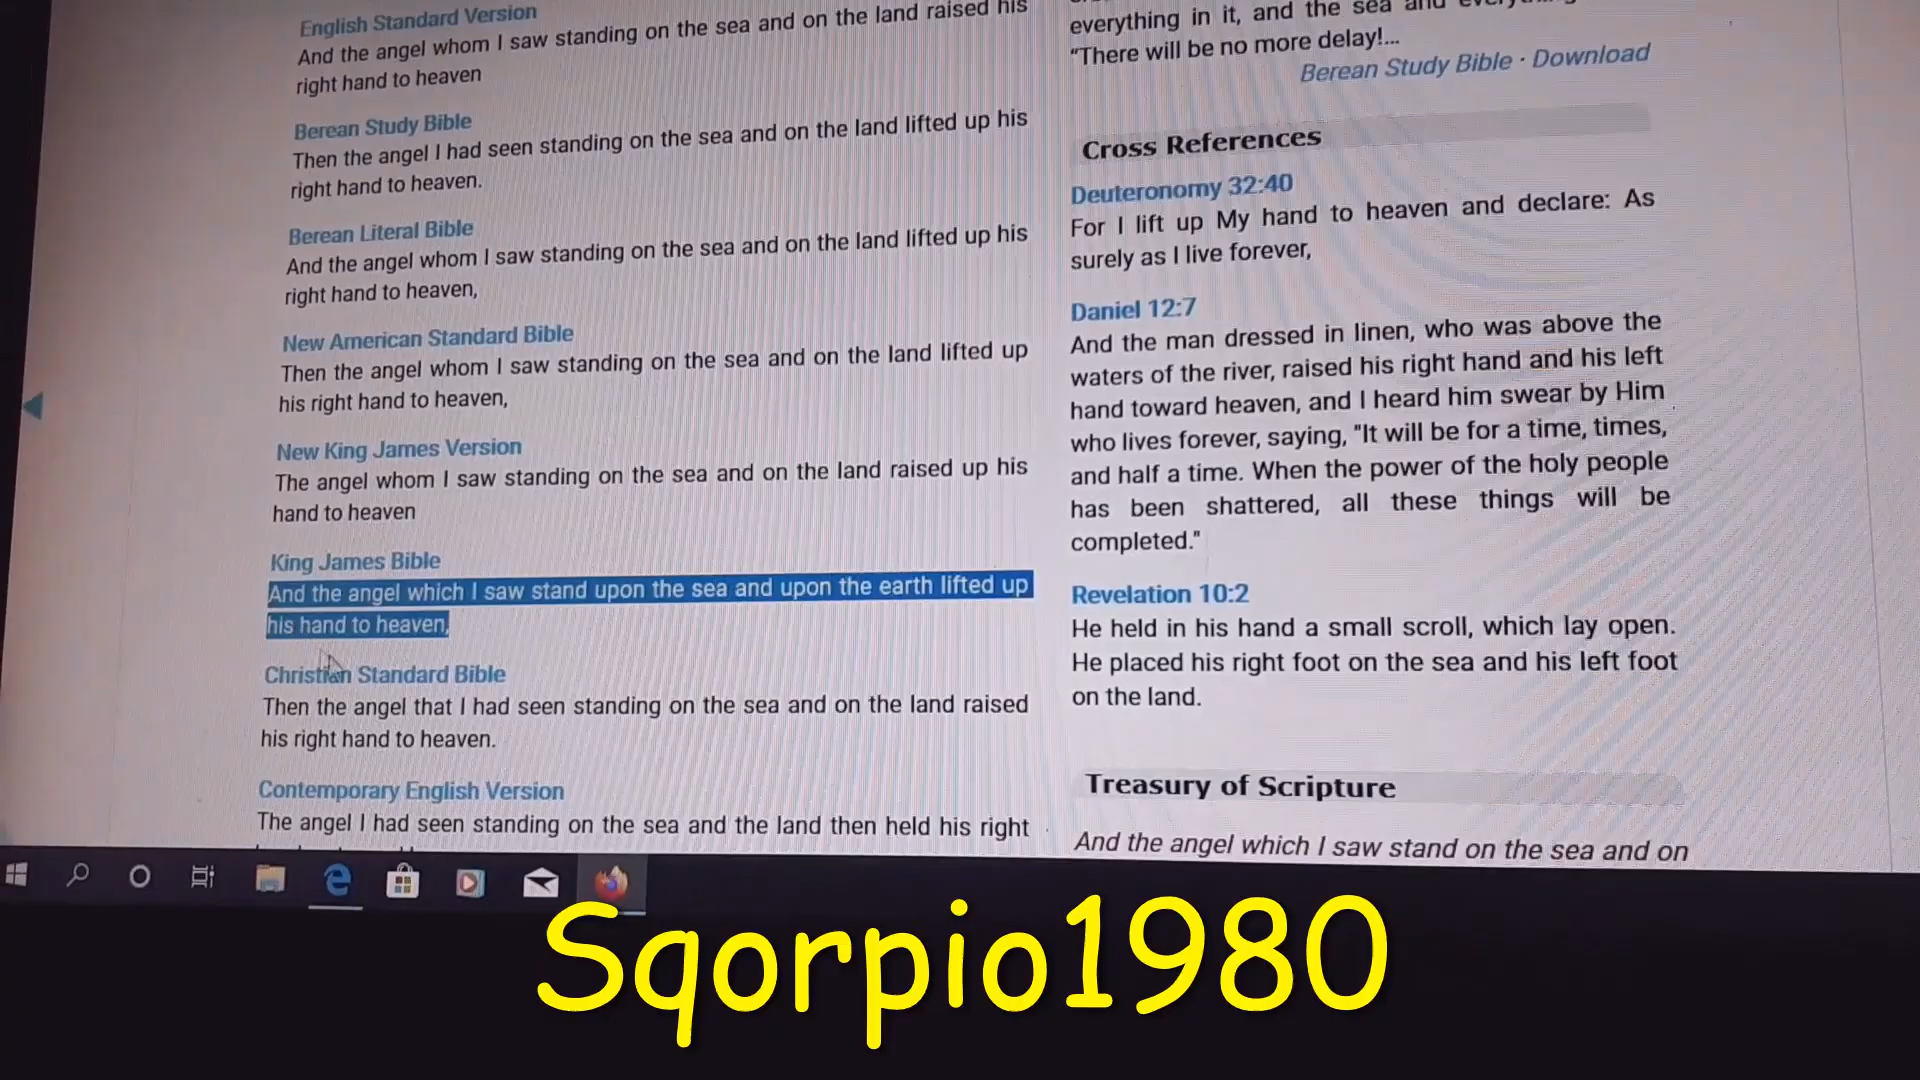 English Standard Version
And the angel whom I saw standing on the sea and on the land raised his
right hand to heaven
Berean Study Bible
Then the angel I had seen standing on the sea and on the land lifted up his
right hand to heaven.
Berean Literal Bible
And the angel whom I saw standing on the sea and on the land lifted up his
right hand to heaven,
New American Standard Bible
Then the angel whom I saw standing on the sea and on the land lifted up
his right hand to heaven,
New King James Version
The angel whom I saw standing on the sea and on the land raised up his
hand to heaven
King James Bible
And the angel which I saw stand upon the sea and upon the earth lifted up
his hand to heaven,
Christian Standard Bible
Then the angel that I had seen standing on the sea and on the land raised
his right hand to heaven.
Contemporary English Version
The angel I had seen standing on the sea and the land then held his right
everything in it, and the sea and
"There will be no more delay!...
Berean Study Bible · Download
Cross References
Deuteronomy 32:40
For I lift up My hand to heaven and declare: As
surely as I live forever,
Daniel 12:7
And the man dressed in linen, who was above the
waters of the river, raised his right hand and his left
hand toward heaven, and I heard him swear by Him
who lives forever, saying, "It will be for a time, times,
and half a time. When the power of the holy people
has been shattered, all these things will be
completed."
Revelation 10:2
He held in his hand a small scroll, which lay open.
He placed his right foot on the sea and his left foot
on the land.
Treasury of Scripture
And the angel which I saw stand on the sea and on
Sqorpio1980